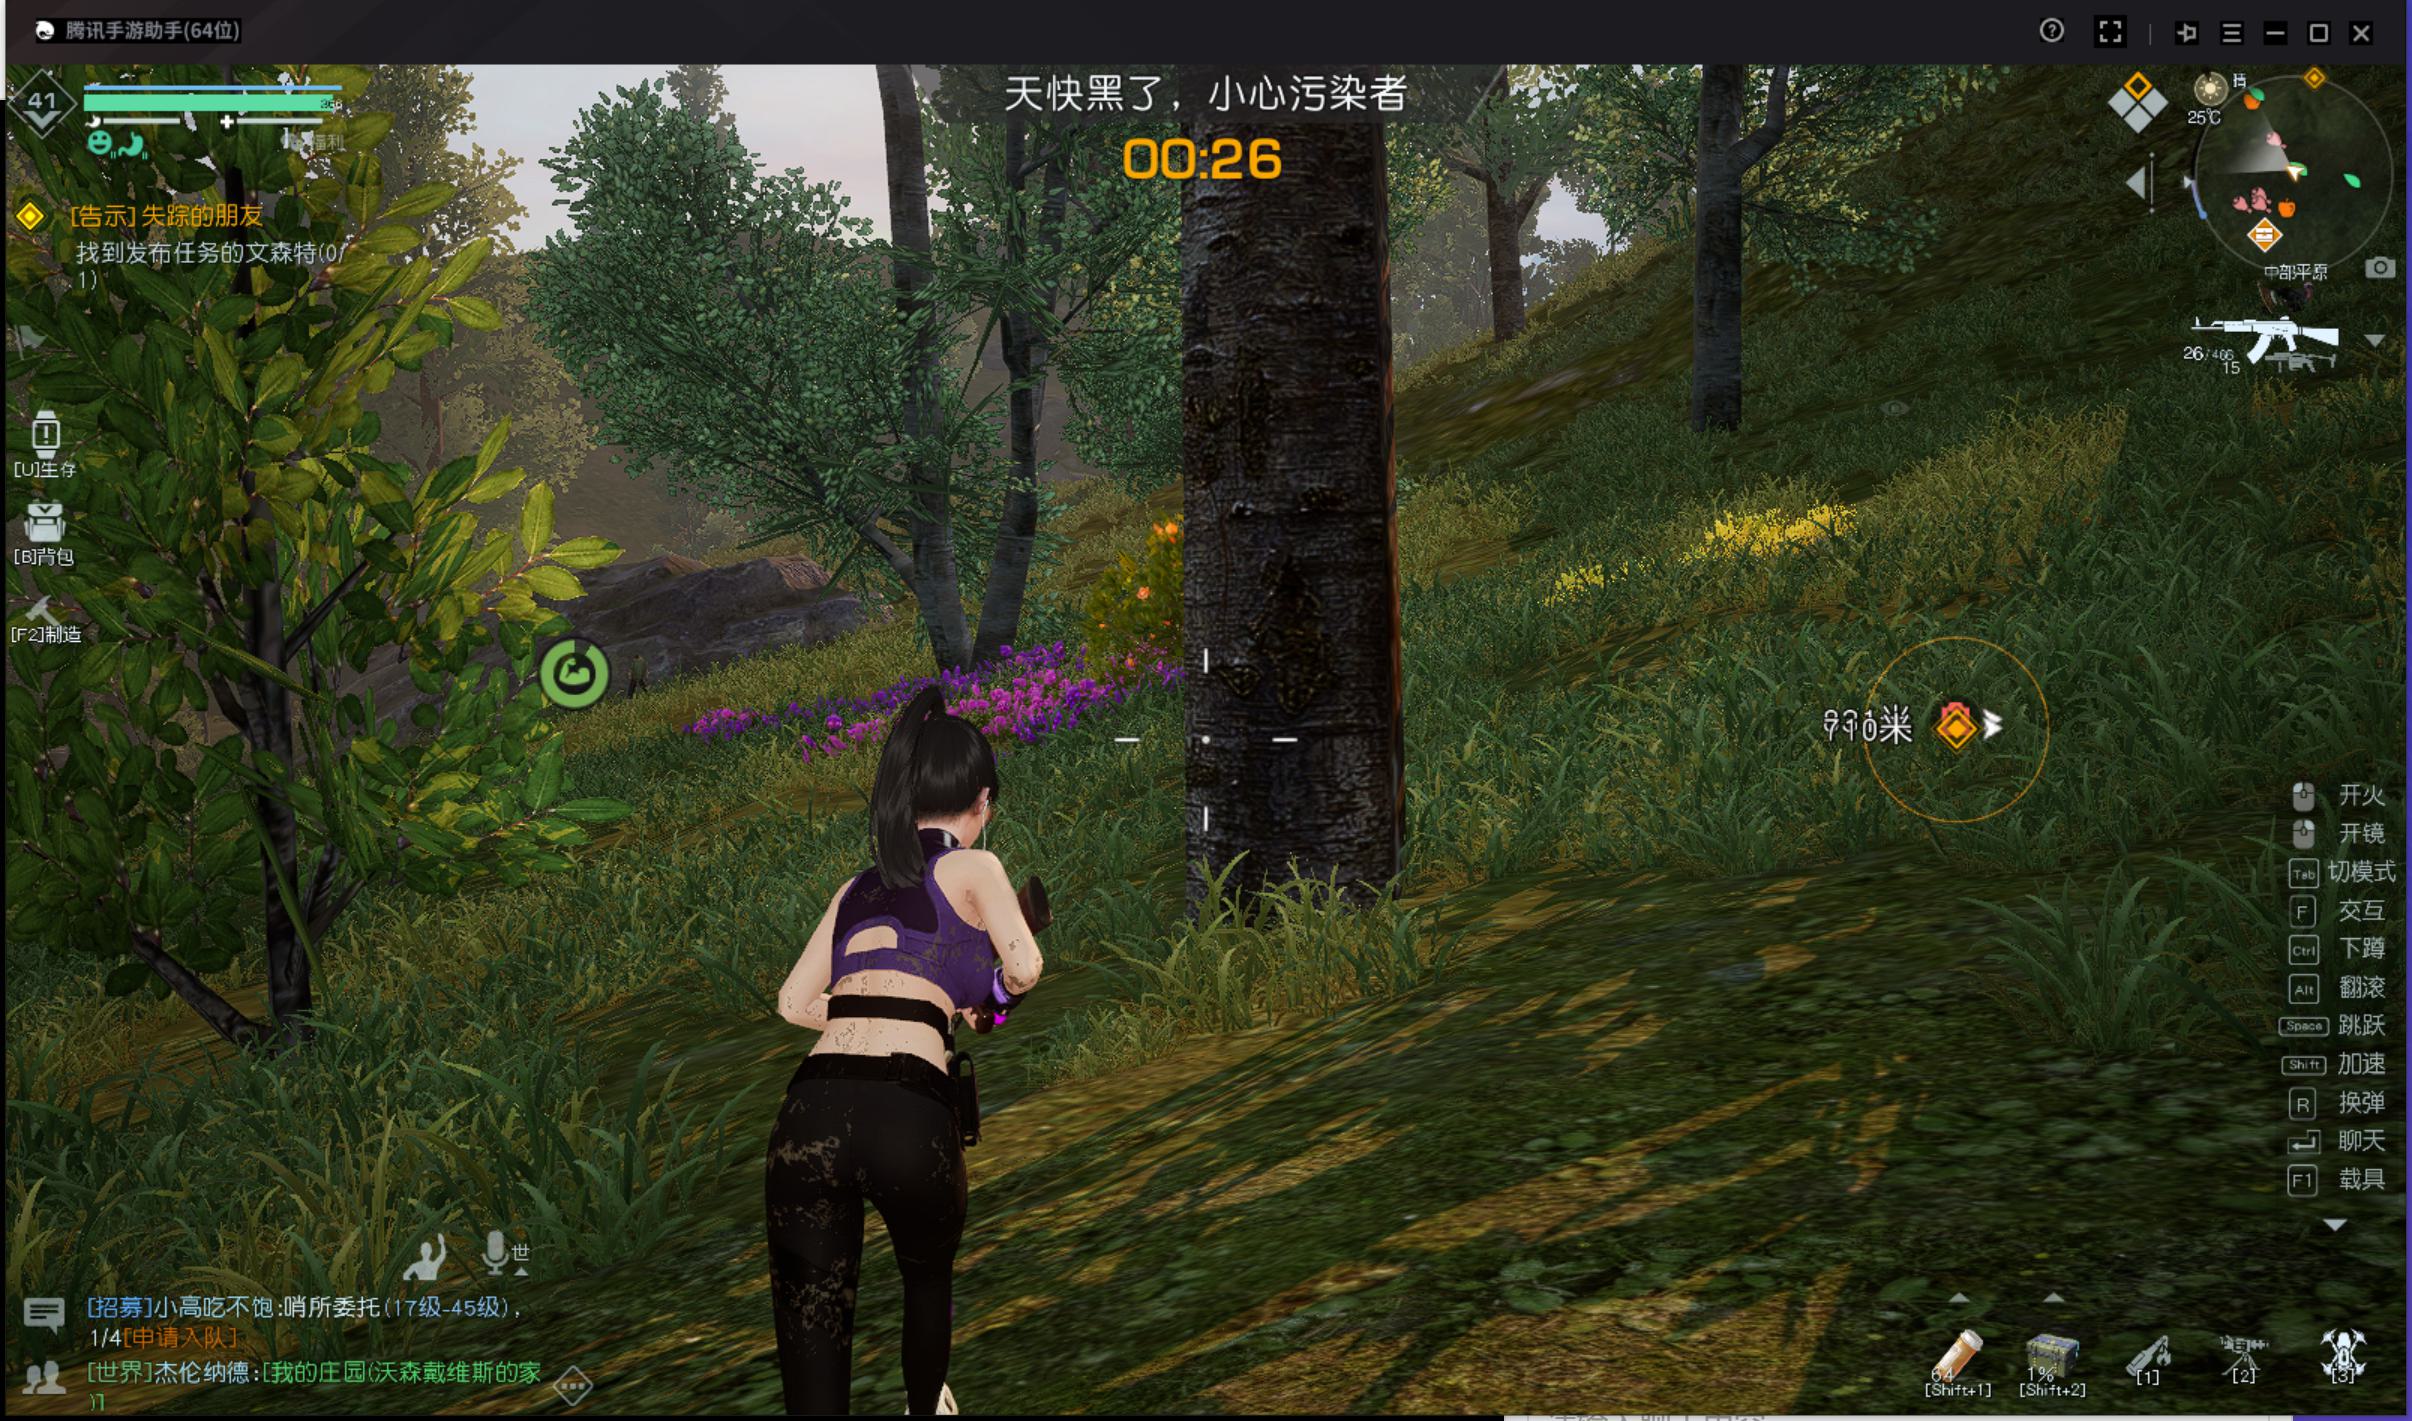 腾讯手游助手(64位)
41
天快黑了，小心污染者
00:26
25℃
福利
[告示]失踪的朋友
找到发布任务的文森特(0/
1)
中部平原
26/466
15
[U]生存
[B]背包
[F2]制造
米
开火
开镜
Tab 切模式
F 交互
Ctrl 下蹲
Alt 翻滚
Space 跳跃
Shift 加速
R 换弹
聊天
F1 载具
世
[招募]小高吃不饱:哨所委托(17级-45级)，
1/4[申请入队]
[世界]杰伦纳德:[我的庄园(沃森戴维斯的家
)]
64
[Shift+1]
1%
[Shift+2]
[1]
[2]
[3]